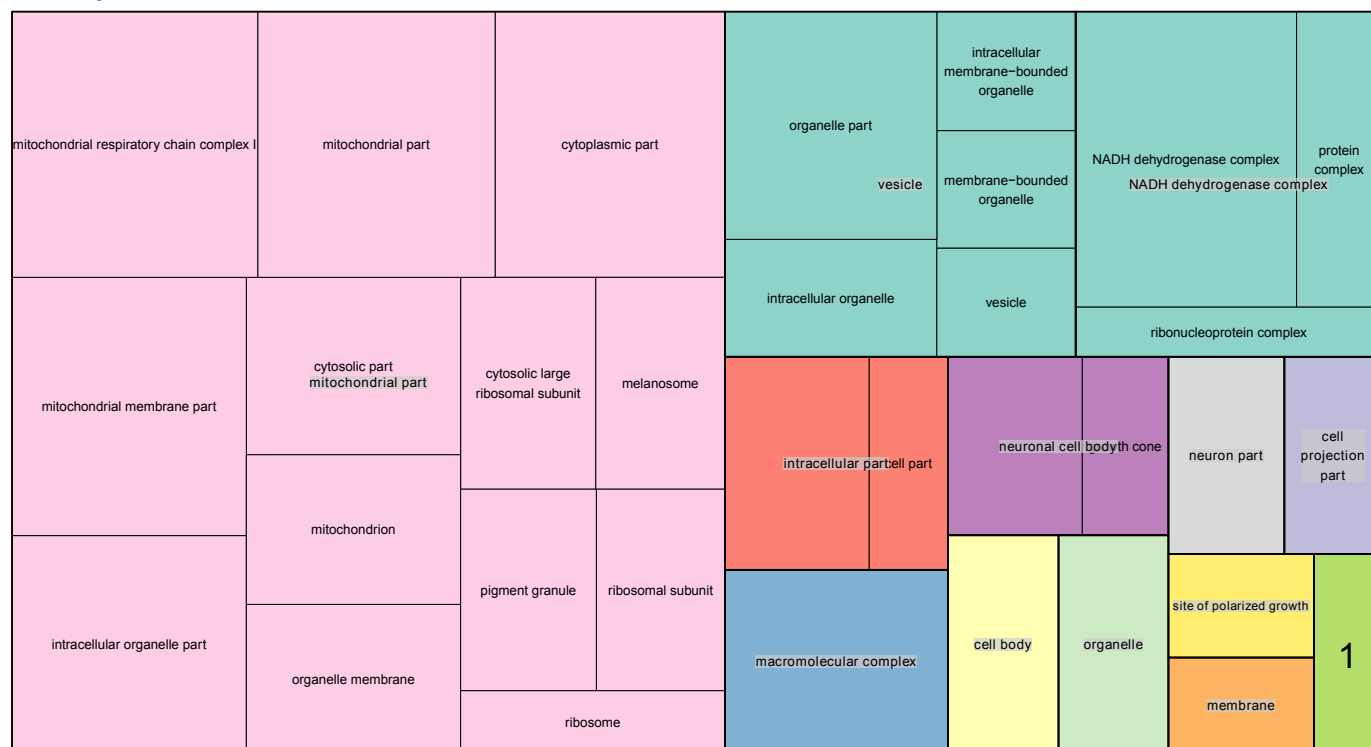 mitochondrial respiratory chain complex I
mitochondrial part
cytoplasmic part
mitochondrial membrane part
cytosolic part
mitochondrial part
cytosolic large
ribosomal subunit
melanosome
mitochondrion
intracellular organelle part
organelle membrane
pigment granule
ribosomal subunit
ribosome
organelle part
vesicle
intracellular
membrane−bounded
organelle
membrane−bounded
organelle
intracellular organelle
vesicle
NADH dehydrogenase complex
NADH dehydrogenase complex
protein
complex
ribonucleoprotein complex
intracellular part
cell part
neuronal cell body
cone
neuron part
cell
projection
part
macromolecular complex
cell body
organelle
site of polarized growth
membrane
1